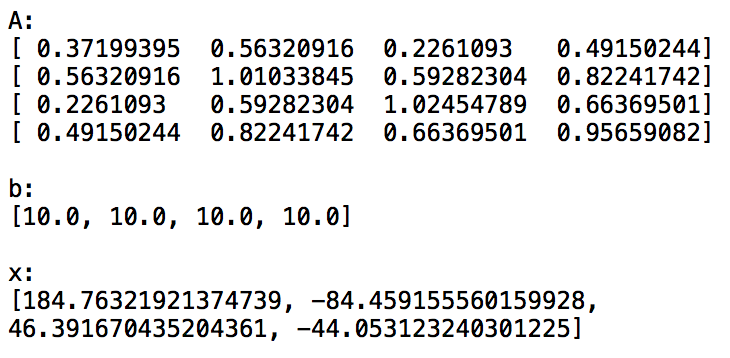 A:
[ 0.37199395  0.56320916  0.2261093   0.49150244]
[ 0.56320916  1.01033845  0.59282304  0.82241742]
[ 0.2261093   0.59282304  1.02454789  0.66369501]
[ 0.49150244  0.82241742  0.66369501  0.95659082]
b:
[10.0, 10.0, 10.0, 10.0]
x:
[184.76321921374739, -84.459155560159928,
46.391670435204361, -44.053123240301225]